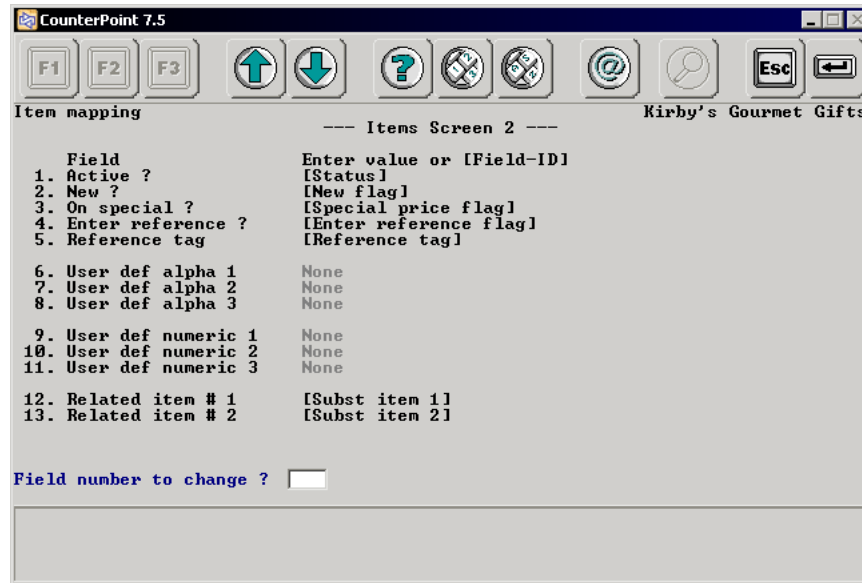 CounterPoint 7.5
F1 F2 F3 ? @ Esc
Item mapping Kirby's Gourmet Gifts
--- Items Screen 2 ---
Field Enter value or [Field-ID]
1. Active ? [Status]
2. New ? [New flag]
3. On special ? [Special price flag]
4. Enter reference ? [Enter reference flag]
5. Reference tag [Reference tag]
6. User def alpha 1 None
7. User def alpha 2 None
8. User def alpha 3 None
9. User def numeric 1 None
10. User def numeric 2 None
11. User def numeric 3 None
12. Related item # 1 [Subst item 1]
13. Related item # 2 [Subst item 2]
Field number to change ?